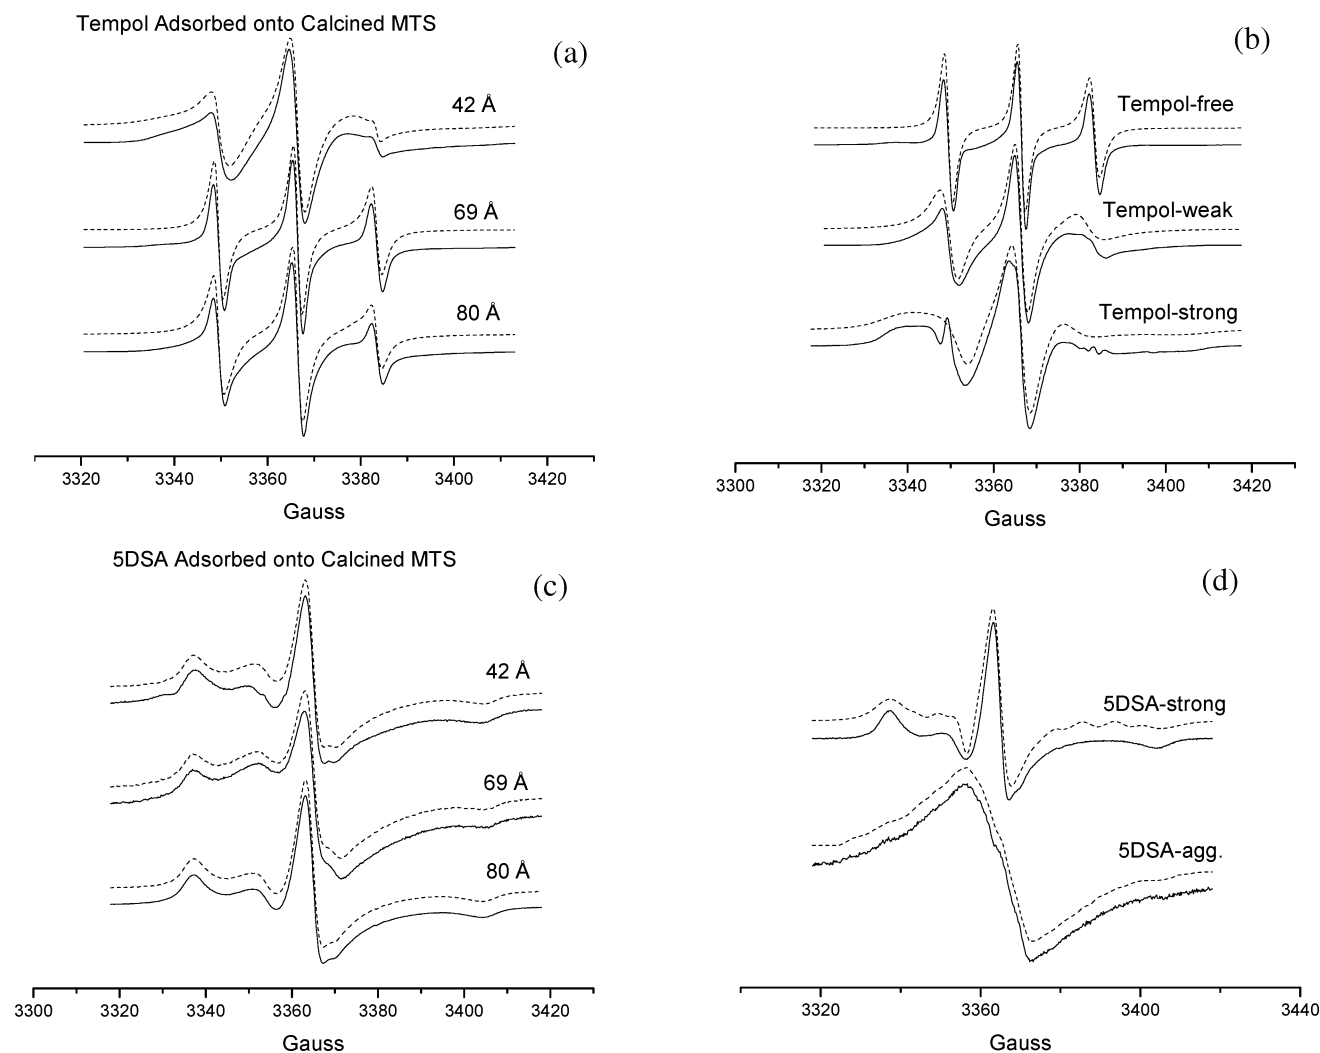 Tempol Adsorbed onto Calcined MTS
(a)
42 Å
69 Å
80 Å
3320 3340 3360 3380 3400 3420
Gauss
(b)
Tempol-free
Tempol-weak
Tempol-strong
3300 3320 3340 3360 3380 3400 3420
Gauss
5DSA Adsorbed onto Calcined MTS
(c)
42 Å
69 Å
80 Å
3300 3320 3340 3360 3380 3400 3420
Gauss
(d)
5DSA-strong
5DSA-agg.
3320 3360 3400 3440
Gauss